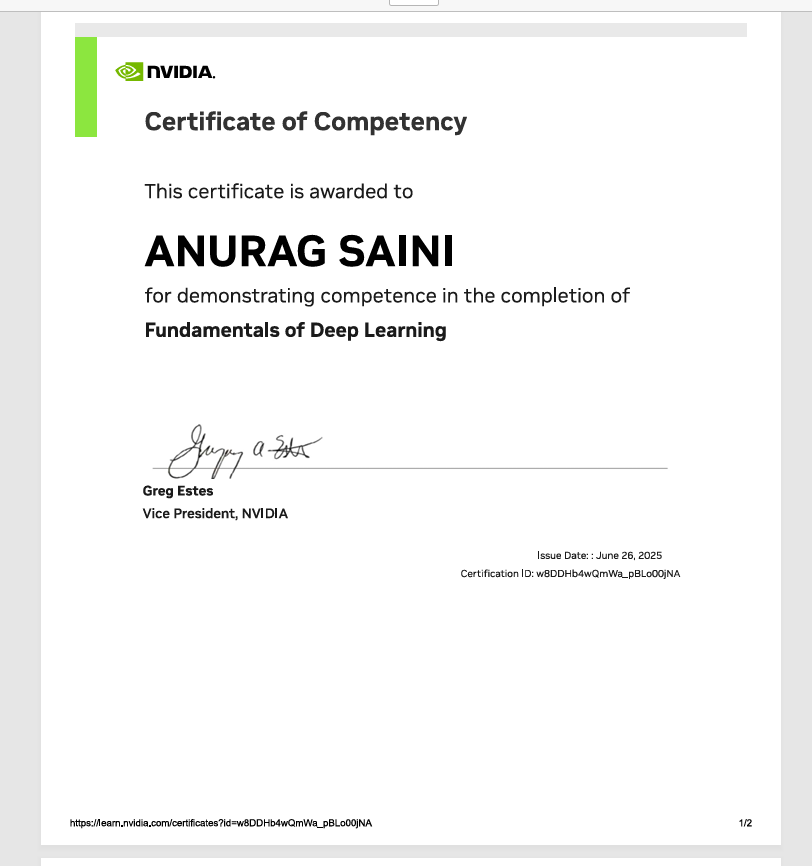 NVIDIA.
Certificate of Competency
This certificate is awarded to
ANURAG SAINI
for demonstrating competence in the completion of
Fundamentals of Deep Learning
Greg Estes
Vice President, NVIDIA
Issue Date: : June 26, 2025
Certification ID: w8DDHb4wQmWa_pBLo00jNA
https://learn.nvidia.com/certificates?id=w8DDHb4wQmWa_pBLo00jNA
1/2